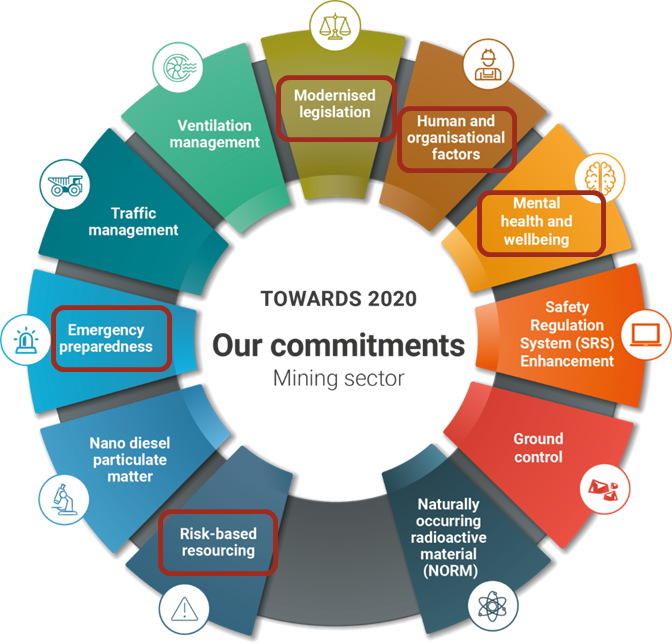 TOWARDS 2020
Our commitments
Mining sector
Modernised
legislation
Human and
organisational
factors
Mental
health and
wellbeing
Safety
Regulation
System (SRS)
Enhancement
Ground
control
Naturally
occurring
radioactive
material
(NORM)
Risk-based
resourcing
Nano diesel
particulate
matter
Emergency
preparedness
Traffic
management
Ventilation
management